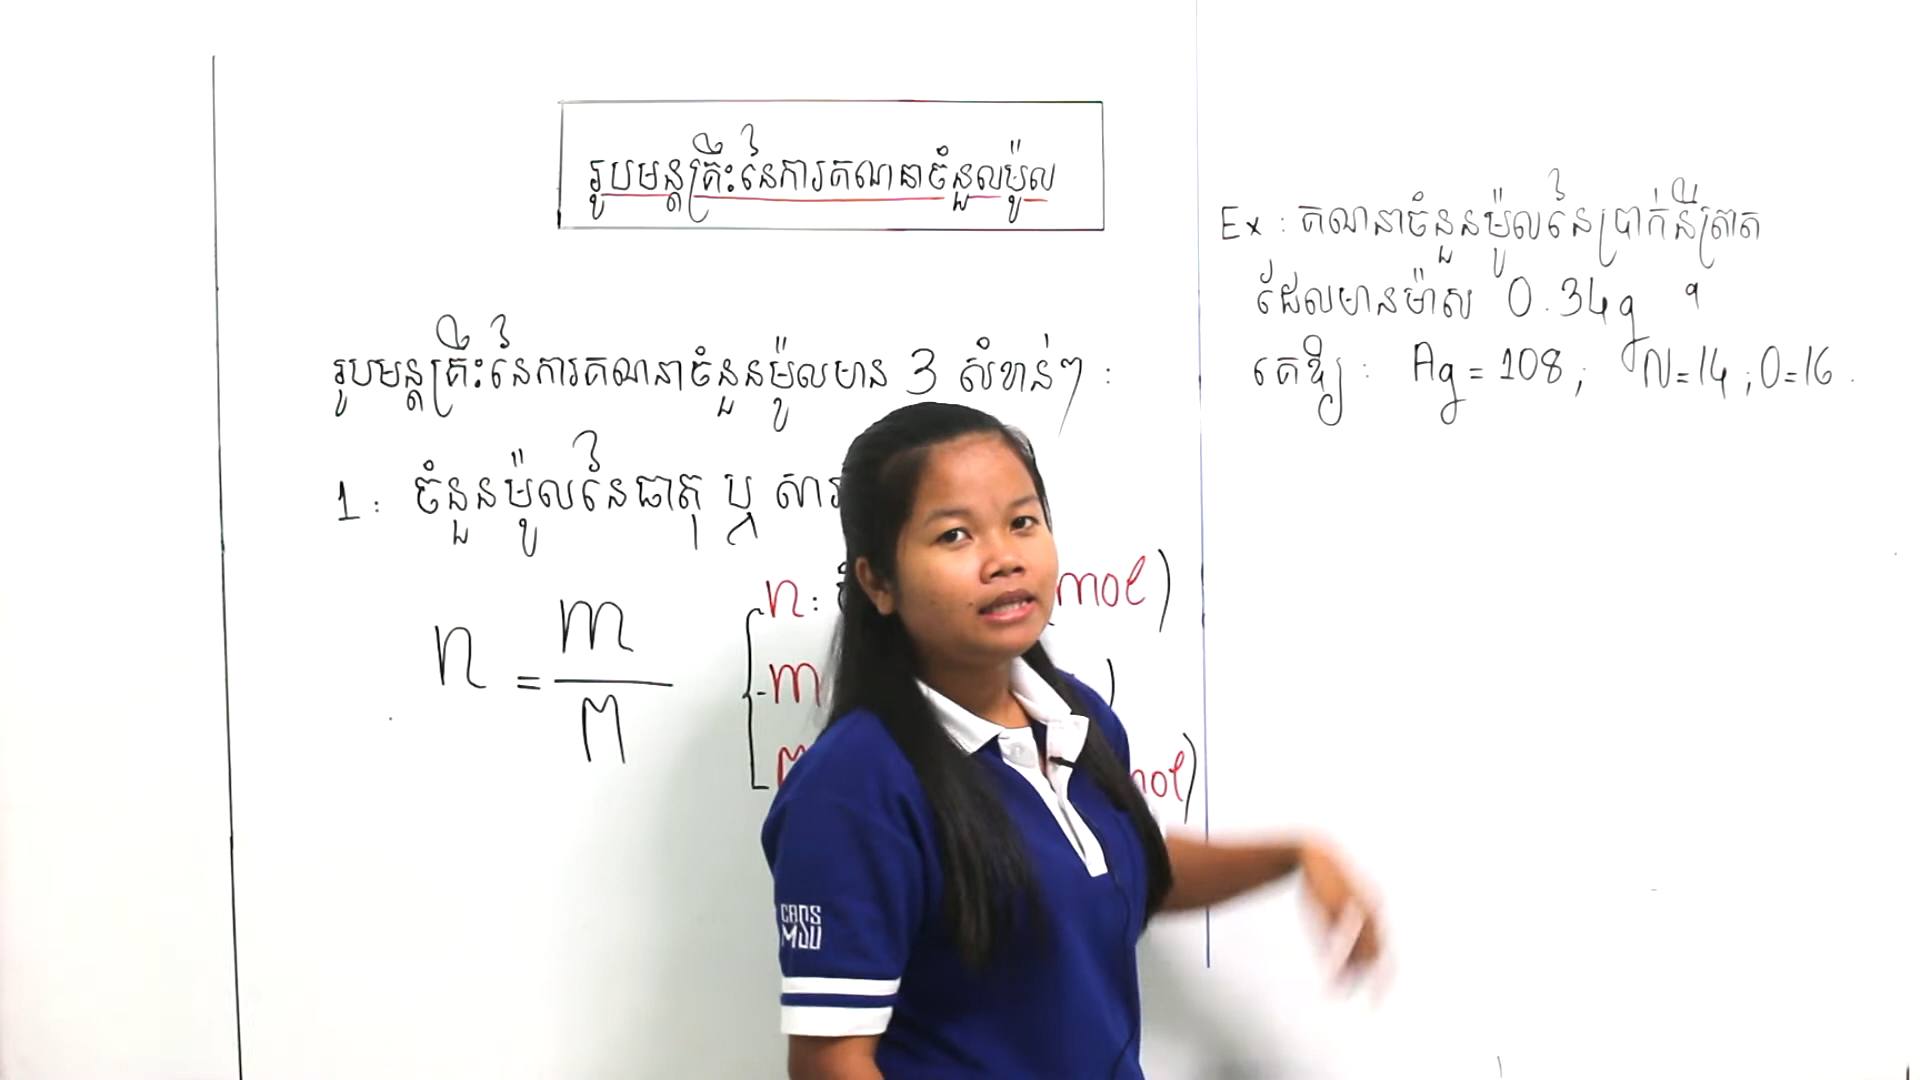 រូបមន្តគ្រឹះនៃការគណនាចំនួលម៉ូល
រូបមន្តគ្រឹះនៃការគណនាចំនួនម៉ូលមាន 3 សំខាន់ៗ :
1 : ចំនួនម៉ូលនៃធាតុ ឬ
n = m / M
n : mol)
m )
mol)
Ex : គណនាចំនួនម៉ូលនៃប្រាក់នីត្រាត
ដែលមានម៉ាស 0.34g ។
គេឱ្យ : Ag = 108 ; N = 14 ; O = 16 .
CADS
MSU